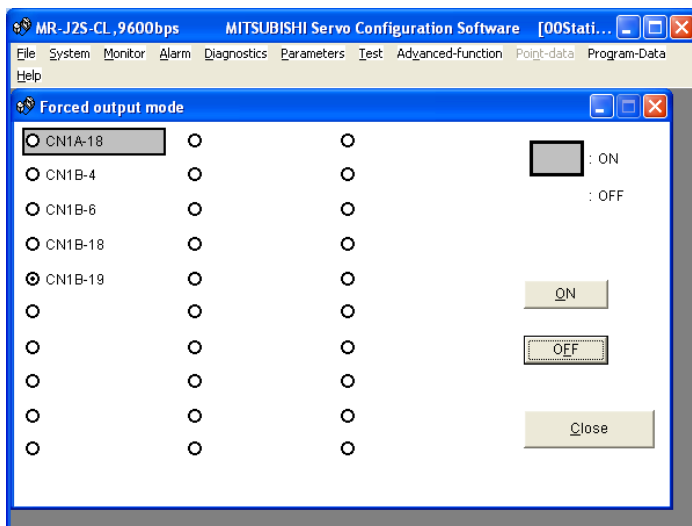 MR-J2S-CL,9600bps MITSUBISHI Servo Configuration Software [00Stati...
File System Monitor Alarm Diagnostics Parameters Test Advanced-function Point-data Program-Data
Help
Forced output mode
CN1A-18
: ON
CN1B-4
: OFF
CN1B-6
CN1B-18
CN1B-19
ON
OFF
Close